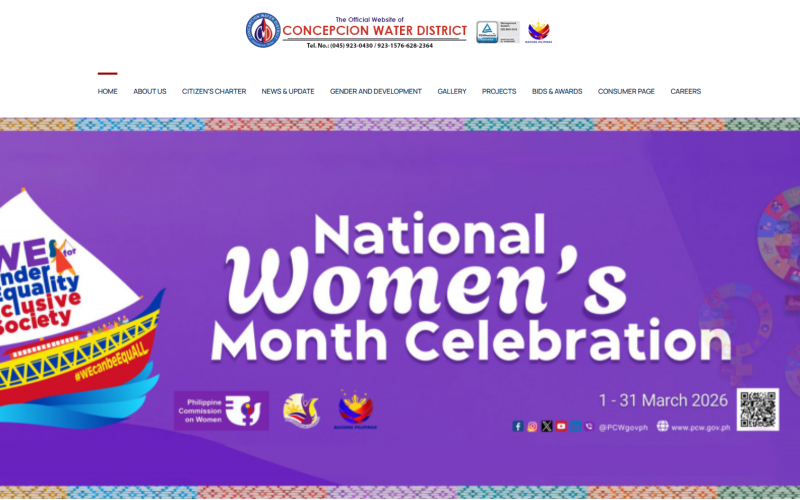 The Official Website of
CONCEPCION WATER DISTRICT
Tel. No.: (045) 923-0430 / 923-1576-628-2364
HOME
ABOUT US
CITIZEN'S CHARTER
NEWS & UPDATE
GENDER AND DEVELOPMENT
GALLERY
PROJECTS
BIDS & AWARDS
CONSUMER PAGE
CAREERS
WE for
nder
quality
clusive
ociety
#WEcanbeEquALL
National
Women's
Month Celebration
Philippine
Commission
on Women
BAGONG PILIPINAS
1 - 31 March 2026
@PCWgovph
www.pcw.gov.ph